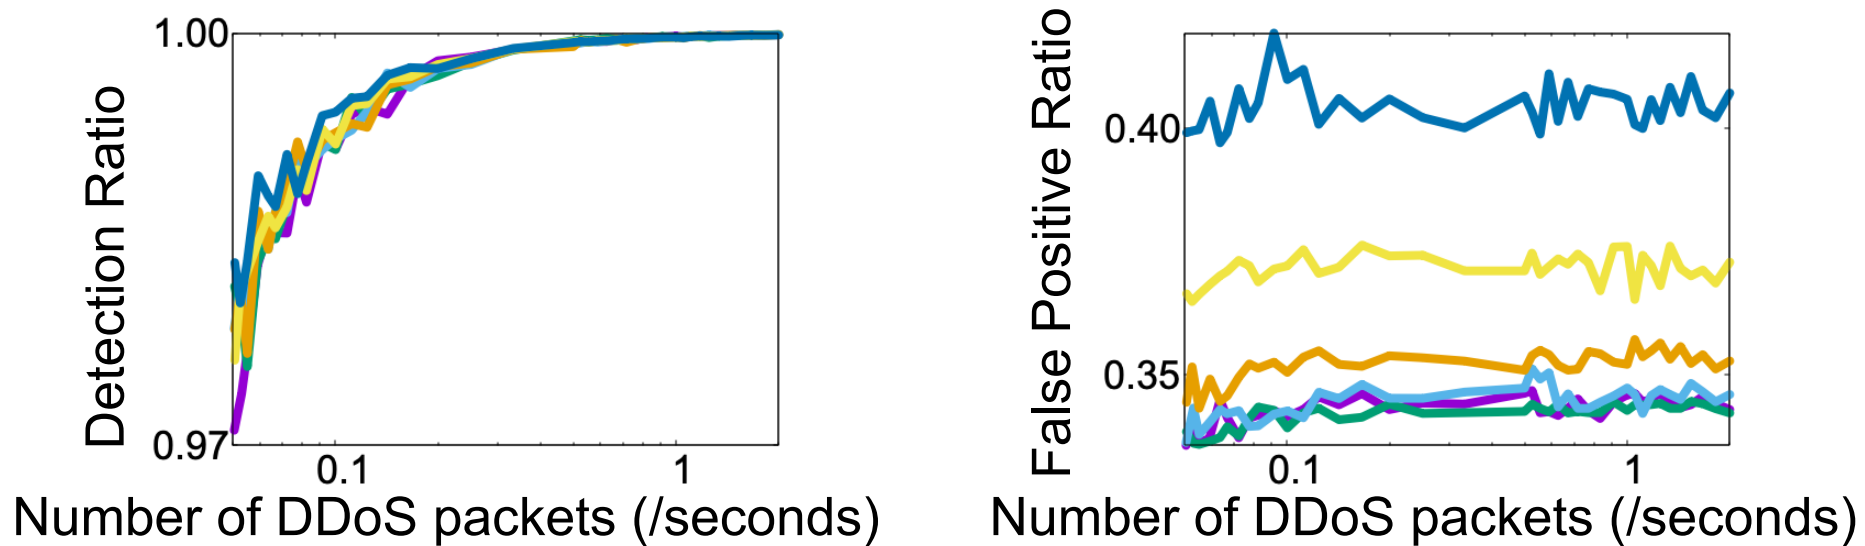 Detection Ratio
1.00
0.97
0.1
1
Number of DDoS packets (/seconds)
False Positive Ratio
0.40
0.35
0.1
1
Number of DDoS packets (/seconds)